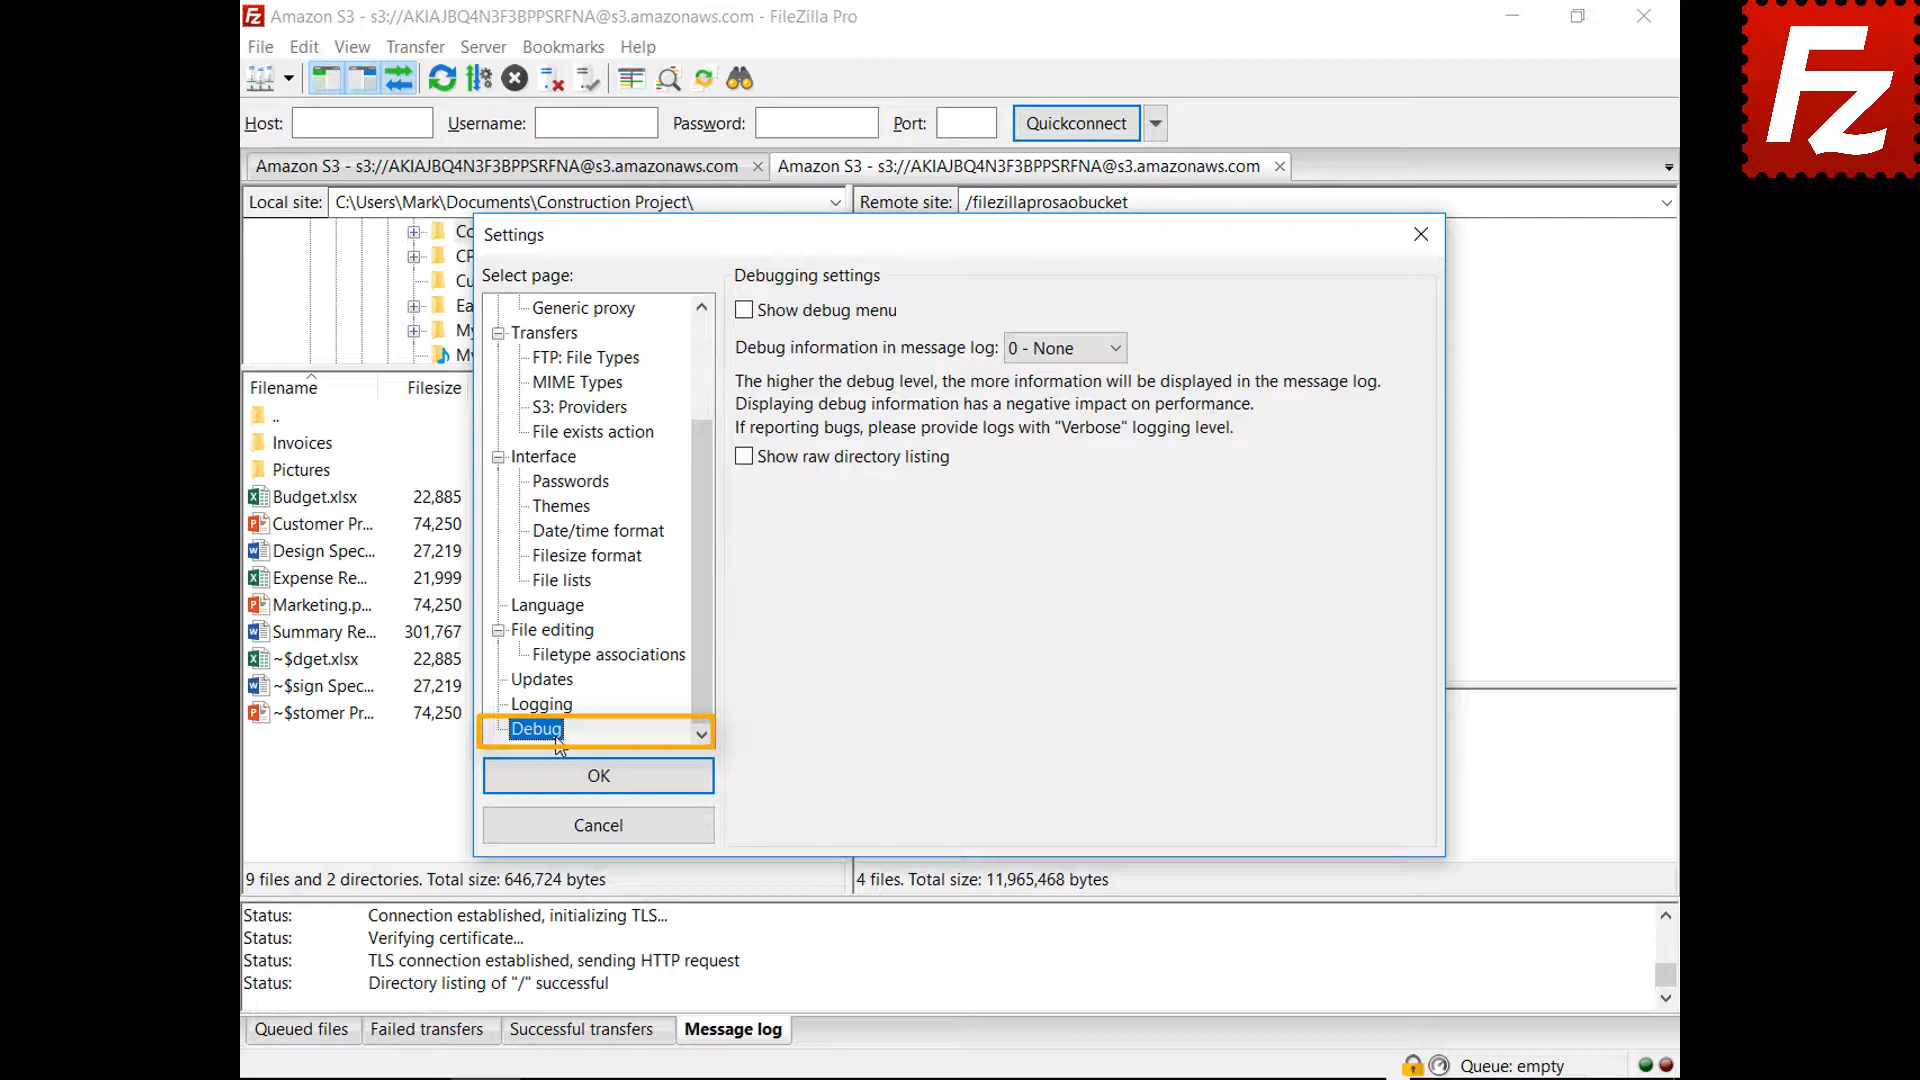 Amazon S3 - s3://AKIAJBQ4N3F3BPPSRFNA@s3.amazonaws.com - FileZilla Pro
File Edit View Transfer Server Bookmarks Help
Host: Username: Password: Port: Quickconnect
Amazon S3 - s3://AKIAJBQ4N3F3BPPSRFNA@s3.amazonaws.com Amazon S3 - s3://AKIAJBQ4N3F3BPPSRFNA@s3.amazonaws.com
Local site: C:\Users\Mark\Documents\Construction Project\ Remote site: /filezillaprosaobucket
Co
CP
Cu
Ea
My
My
Filename Filesize
..
Invoices
Pictures
Budget.xlsx 22,885
Customer Pr... 74,250
Design Spec... 27,219
Expense Re... 21,999
Marketing.p... 74,250
Summary Re... 301,767
~$dget.xlsx 22,885
~$sign Spec... 27,219
~$stomer Pr... 74,250
Settings
Select page:
Generic proxy
Transfers
FTP: File Types
MIME Types
S3: Providers
File exists action
Interface
Passwords
Themes
Date/time format
Filesize format
File lists
Language
File editing
Filetype associations
Updates
Logging
Debug
OK
Cancel
Debugging settings
Show debug menu
Debug information in message log: 0 - None
The higher the debug level, the more information will be displayed in the message log.
Displaying debug information has a negative impact on performance.
If reporting bugs, please provide logs with "Verbose" logging level.
Show raw directory listing
9 files and 2 directories. Total size: 646,724 bytes 4 files. Total size: 11,965,468 bytes
Status: Connection established, initializing TLS...
Status: Verifying certificate...
Status: TLS connection established, sending HTTP request
Status: Directory listing of "/" successful
Queued files Failed transfers Successful transfers Message log
Queue: empty
Fz